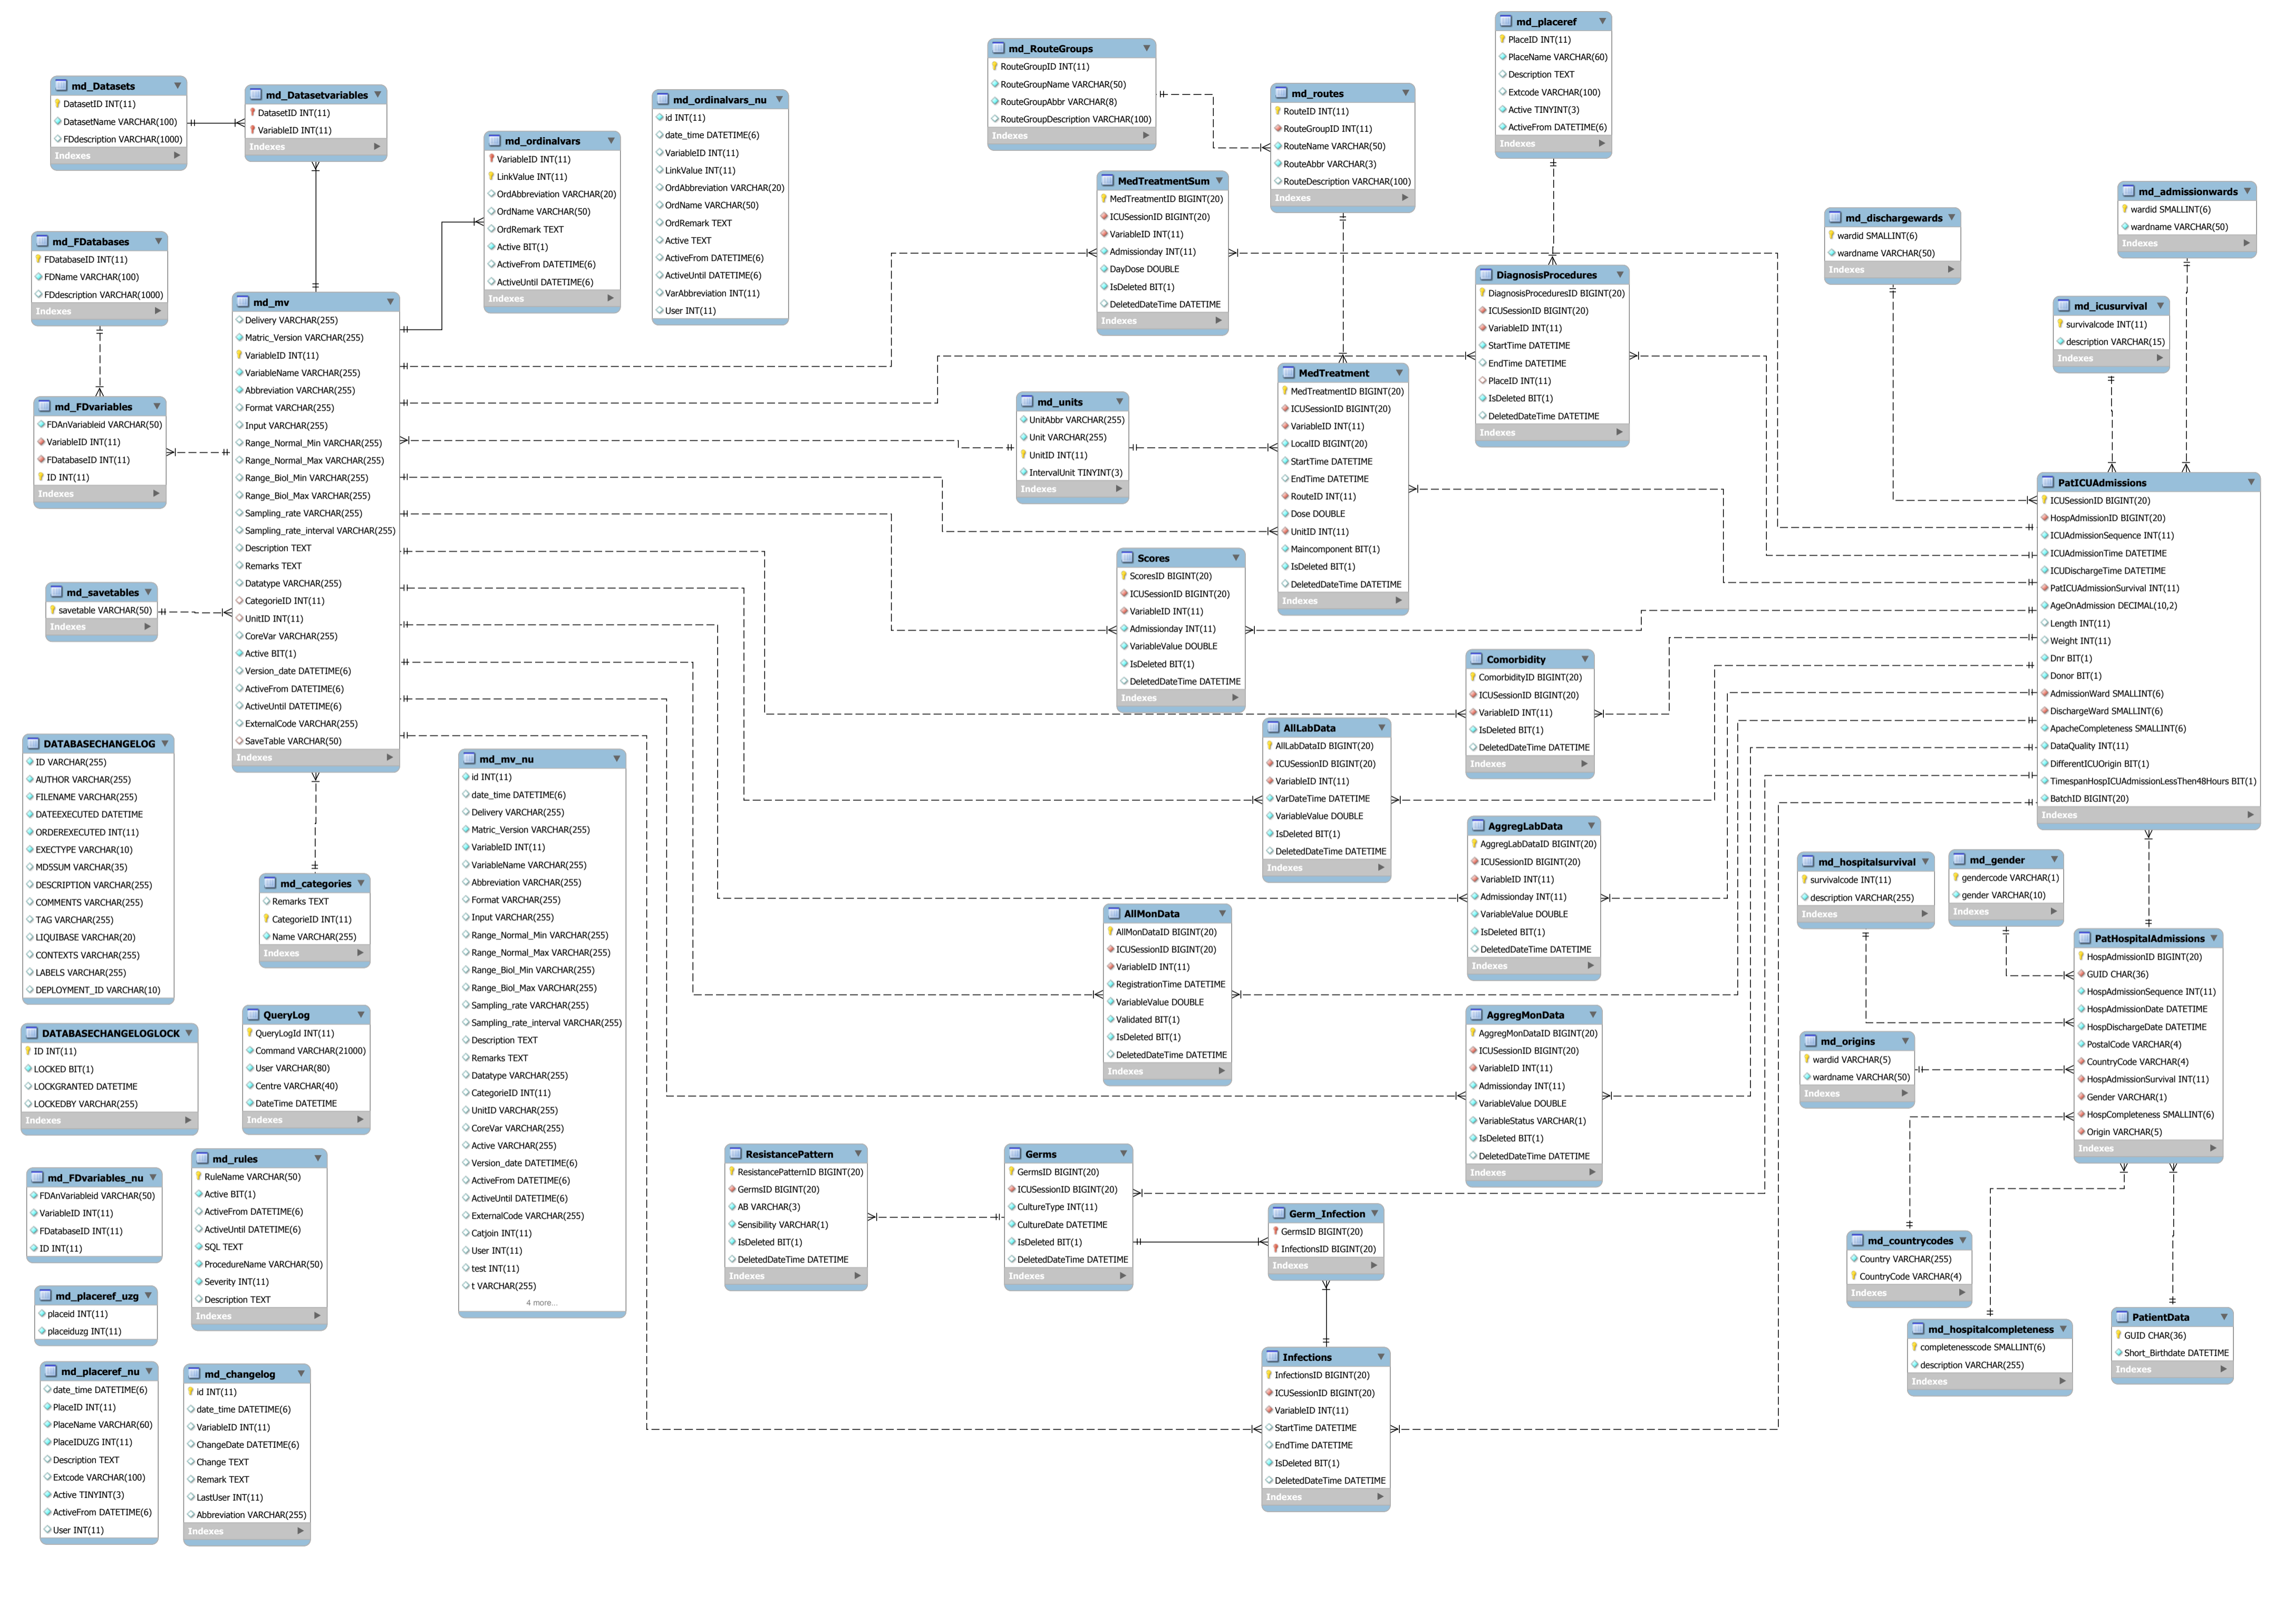 md_Datasets
DatasetID INT(11)
DatasetName VARCHAR(100)
FDdescription VARCHAR(1000)
Indexes
md_Datasetvariables
DatasetID INT(11)
VariableID INT(11)
Indexes
md_ordinalvars
VariableID INT(11)
LinkValue INT(11)
OrdAbbreviation VARCHAR(20)
OrdName VARCHAR(50)
OrdRemark TEXT
Active BIT(1)
ActiveFrom DATETIME(6)
ActiveUntil DATETIME(6)
Indexes
md_ordinalvars_nu
id INT(11)
date_time DATETIME(6)
VariableID INT(11)
LinkValue INT(11)
OrdAbbreviation VARCHAR(20)
OrdName VARCHAR(50)
OrdRemark TEXT
Active TEXT
ActiveFrom DATETIME(6)
ActiveUntil DATETIME(6)
VarAbbreviation INT(11)
User INT(11)
md_RouteGroups
RouteGroupID INT(11)
RouteGroupName VARCHAR(50)
RouteGroupAbbr VARCHAR(8)
RouteGroupDescription VARCHAR(100)
Indexes
md_routes
RouteID INT(11)
RouteGroupID INT(11)
RouteName VARCHAR(50)
RouteAbbr VARCHAR(3)
RouteDescription VARCHAR(100)
Indexes
md_placeref
PlaceID INT(11)
PlaceName VARCHAR(60)
Description TEXT
Extcode VARCHAR(100)
Active TINYINT(3)
ActiveFrom DATETIME(6)
Indexes
MedTreatmentSum
MedTreatmentID BIGINT(20)
ICUSessionID BIGINT(20)
VariableID INT(11)
Admissionday INT(11)
DayDose DOUBLE
IsDeleted BIT(1)
DeletedDateTime DATETIME
Indexes
md_dischargewards
wardid SMALLINT(6)
wardname VARCHAR(50)
Indexes
md_admissionwards
wardid SMALLINT(6)
wardname VARCHAR(50)
Indexes
md_icusurvival
survivalcode INT(11)
description VARCHAR(15)
Indexes
md_FDatabases
FDatabaseID INT(11)
FDName VARCHAR(100)
FDdescription VARCHAR(1000)
Indexes
md_FDvariables
FDAnVariableid VARCHAR(50)
VariableID INT(11)
FDatabaseID INT(11)
ID INT(11)
Indexes
md_savetables
savetable VARCHAR(50)
Indexes
md_mv
Delivery VARCHAR(255)
Matric_Version VARCHAR(255)
VariableID INT(11)
VariableName VARCHAR(255)
Abbreviation VARCHAR(255)
Format VARCHAR(255)
Input VARCHAR(255)
Range_Normal_Min VARCHAR(255)
Range_Normal_Max VARCHAR(255)
Range_Biol_Min VARCHAR(255)
Range_Biol_Max VARCHAR(255)
Sampling_rate VARCHAR(255)
Sampling_rate_interval VARCHAR(255)
Description TEXT
Remarks TEXT
Datatype VARCHAR(255)
CategorieID INT(11)
UnitID INT(11)
CoreVar VARCHAR(255)
Active BIT(1)
Version_date DATETIME(6)
ActiveFrom DATETIME(6)
ActiveUntil DATETIME(6)
ExternalCode VARCHAR(255)
SaveTable VARCHAR(50)
Indexes
DiagnosisProcedures
DiagnosisProceduresID BIGINT(20)
ICUSessionID BIGINT(20)
VariableID INT(11)
StartTime DATETIME
EndTime DATETIME
PlaceID INT(11)
IsDeleted BIT(1)
DeletedDateTime DATETIME
Indexes
MedTreatment
MedTreatmentID BIGINT(20)
ICUSessionID BIGINT(20)
VariableID INT(11)
LocalID BIGINT(20)
StartTime DATETIME
EndTime DATETIME
RouteID INT(11)
Dose DOUBLE
UnitID INT(11)
Maincomponent BIT(1)
IsDeleted BIT(1)
DeletedDateTime DATETIME
Indexes
md_units
UnitAbbr VARCHAR(255)
Unit VARCHAR(255)
UnitID INT(11)
IntervalUnit TINYINT(3)
Indexes
Scores
ScoresID BIGINT(20)
ICUSessionID BIGINT(20)
VariableID INT(11)
Admissionday INT(11)
VariableValue DOUBLE
IsDeleted BIT(1)
DeletedDateTime DATETIME
Indexes
PatICUAdmissions
ICUSessionID BIGINT(20)
HospAdmissionID BIGINT(20)
ICUAdmissionSequence INT(11)
ICUAdmissionTime DATETIME
ICUDischargeTime DATETIME
PatICUAdmissionSurvival INT(11)
AgeOnAdmission DECIMAL(10,2)
Length INT(11)
Weight INT(11)
Dnr BIT(1)
Donor BIT(1)
AdmissionWard SMALLINT(6)
DischargeWard SMALLINT(6)
ApacheCompleteness SMALLINT(6)
DataQuality INT(11)
DifferentICUOrigin BIT(1)
TimespanHospICUAdmissionLessThen48Hours BIT(1)
BatchID BIGINT(20)
Indexes
Comorbidity
ComorbidityID BIGINT(20)
ICUSessionID BIGINT(20)
VariableID INT(11)
IsDeleted BIT(1)
DeletedDateTime DATETIME
Indexes
AllLabData
AllLabDataID BIGINT(20)
ICUSessionID BIGINT(20)
VariableID INT(11)
VarDateTime DATETIME
VariableValue DOUBLE
IsDeleted BIT(1)
DeletedDateTime DATETIME
Indexes
AggregLabData
AggregLabDataID BIGINT(20)
ICUSessionID BIGINT(20)
VariableID INT(11)
Admissionday INT(11)
VariableValue DOUBLE
IsDeleted BIT(1)
DeletedDateTime DATETIME
Indexes
AllMonData
AllMonDataID BIGINT(20)
ICUSessionID BIGINT(20)
VariableID INT(11)
RegistrationTime DATETIME
VariableValue DOUBLE
Validated BIT(1)
IsDeleted BIT(1)
DeletedDateTime DATETIME
Indexes
AggregMonData
AggregMonDataID BIGINT(20)
ICUSessionID BIGINT(20)
VariableID INT(11)
Admissionday INT(11)
VariableValue DOUBLE
VariableStatus VARCHAR(1)
IsDeleted BIT(1)
DeletedDateTime DATETIME
Indexes
DATABASECHANGELOG
ID VARCHAR(255)
AUTHOR VARCHAR(255)
FILENAME VARCHAR(255)
DATEEXECUTED DATETIME
ORDEREXECUTED INT(11)
EXECTYPE VARCHAR(10)
MD5SUM VARCHAR(35)
DESCRIPTION VARCHAR(255)
COMMENTS VARCHAR(255)
TAG VARCHAR(255)
LIQUIBASE VARCHAR(20)
CONTEXTS VARCHAR(255)
LABELS VARCHAR(255)
DEPLOYMENT_ID VARCHAR(10)
md_categories
Remarks TEXT
CategorieID INT(11)
Name VARCHAR(255)
Indexes
md_mv_nu
id INT(11)
date_time DATETIME(6)
Delivery VARCHAR(255)
Matric_Version VARCHAR(255)
VariableID INT(11)
VariableName VARCHAR(255)
Abbreviation VARCHAR(255)
Format VARCHAR(255)
Input VARCHAR(255)
Range_Normal_Min VARCHAR(255)
Range_Normal_Max VARCHAR(255)
Range_Biol_Min VARCHAR(255)
Range_Biol_Max VARCHAR(255)
Sampling_rate VARCHAR(255)
Sampling_rate_interval VARCHAR(255)
Description TEXT
Remarks TEXT
Datatype VARCHAR(255)
CategorieID INT(11)
UnitID VARCHAR(255)
CoreVar VARCHAR(255)
Active VARCHAR(255)
Version_date DATETIME(6)
ActiveFrom DATETIME(6)
ActiveUntil DATETIME(6)
ExternalCode VARCHAR(255)
Catjoin INT(11)
User INT(11)
test INT(11)
t VARCHAR(255)
4 more...
DATABASECHANGELOGLOCK
ID INT(11)
LOCKED BIT(1)
LOCKGRANTED DATETIME
LOCKEDBY VARCHAR(255)
Indexes
QueryLog
QueryLogId INT(11)
Command VARCHAR(21000)
User VARCHAR(80)
Centre VARCHAR(40)
DateTime DATETIME
Indexes
md_FDvariables_nu
FDAnVariableid VARCHAR(50)
VariableID INT(11)
FDatabaseID INT(11)
ID INT(11)
md_rules
RuleName VARCHAR(50)
Active BIT(1)
ActiveFrom DATETIME(6)
ActiveUntil DATETIME(6)
SQL TEXT
ProcedureName VARCHAR(50)
Severity INT(11)
Description TEXT
Indexes
md_placeref_uzg
placeid INT(11)
placeiduzg INT(11)
md_placeref_nu
date_time DATETIME(6)
PlaceID INT(11)
PlaceName VARCHAR(60)
PlaceIDUZG INT(11)
Description TEXT
Extcode VARCHAR(100)
Active TINYINT(3)
ActiveFrom DATETIME(6)
User INT(11)
md_changelog
id INT(11)
date_time DATETIME(6)
VariableID INT(11)
ChangeDate DATETIME(6)
Change TEXT
Remark TEXT
LastUser INT(11)
Abbreviation VARCHAR(255)
Indexes
ResistancePattern
ResistancePatternID BIGINT(20)
GermsID BIGINT(20)
AB VARCHAR(3)
Sensibility VARCHAR(1)
IsDeleted BIT(1)
DeletedDateTime DATETIME
Indexes
Germs
GermsID BIGINT(20)
ICUSessionID BIGINT(20)
CultureType INT(11)
CultureDate DATETIME
IsDeleted BIT(1)
DeletedDateTime DATETIME
Indexes
Germ_Infection
GermsID BIGINT(20)
InfectionsID BIGINT(20)
Indexes
Infections
InfectionsID BIGINT(20)
ICUSessionID BIGINT(20)
VariableID INT(11)
StartTime DATETIME
EndTime DATETIME
IsDeleted BIT(1)
DeletedDateTime DATETIME
Indexes
md_hospitalsurvival
survivalcode INT(11)
description VARCHAR(255)
Indexes
md_gender
gendercode VARCHAR(1)
gender VARCHAR(10)
Indexes
PatHospitalAdmissions
HospAdmissionID BIGINT(20)
GUID CHAR(36)
HospAdmissionSequence INT(11)
HospAdmissionDate DATETIME
HospDischargeDate DATETIME
PostalCode VARCHAR(4)
CountryCode VARCHAR(4)
HospAdmissionSurvival INT(11)
Gender VARCHAR(1)
HospCompleteness SMALLINT(6)
Origin VARCHAR(5)
Indexes
md_origins
wardid VARCHAR(5)
wardname VARCHAR(50)
Indexes
md_countrycodes
Country VARCHAR(255)
CountryCode VARCHAR(4)
Indexes
md_hospitalcompleteness
completenesscode SMALLINT(6)
description VARCHAR(255)
Indexes
PatientData
GUID CHAR(36)
Short_Birthdate DATETIME
Indexes